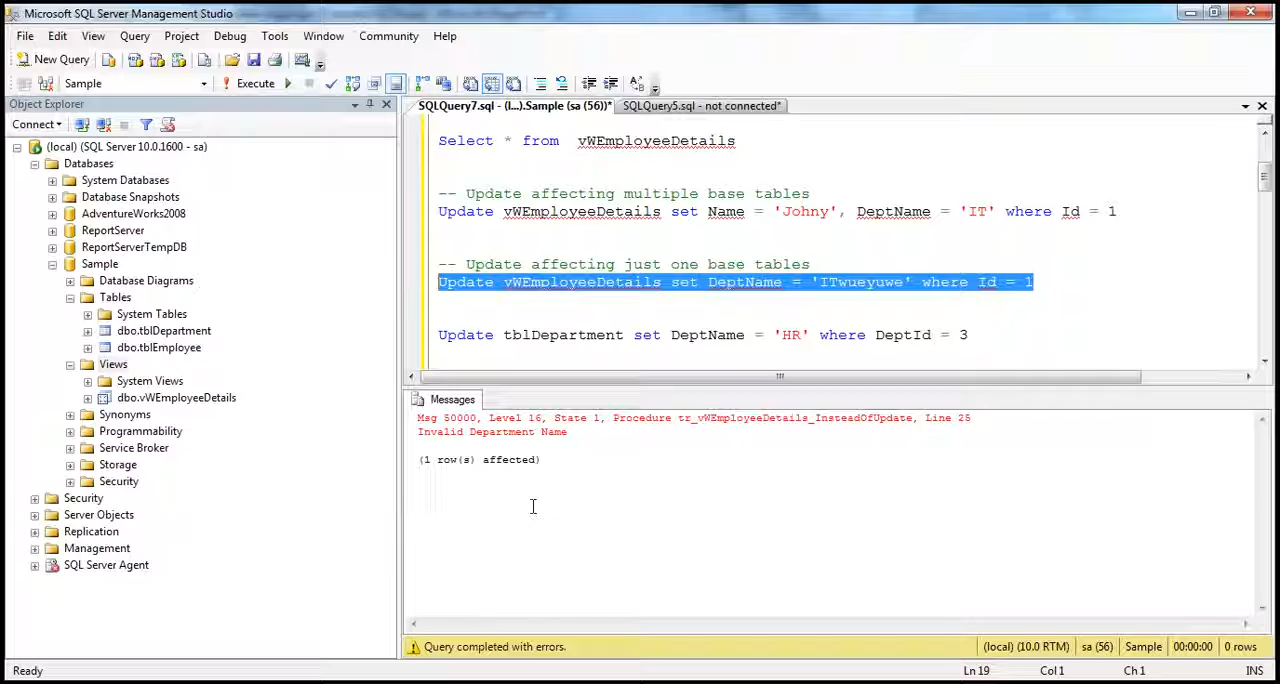 Microsoft SQL Server Management Studio
File Edit View Query Project Debug Tools Window Community Help
New Query
Sample Execute
Object Explorer
Connect
(local) (SQL Server 10.0.1600 - sa)
Databases
System Databases
Database Snapshots
AdventureWorks2008
ReportServer
ReportServerTempDB
Sample
Database Diagrams
Tables
System Tables
dbo.tblDepartment
dbo.tblEmployee
Views
System Views
dbo.vWEmployeeDetails
Synonyms
Programmability
Service Broker
Storage
Security
Security
Server Objects
Replication
Management
SQL Server Agent
SQLQuery7.sql - (l...).Sample (sa (56))* SQLQuery5.sql - not connected*
Select * from vWEmployeeDetails
-- Update affecting multiple base tables
Update vWEmployeeDetails set Name = 'Johny', DeptName = 'IT' where Id = 1
-- Update affecting just one base tables
Update vWEmployeeDetails set DeptName = 'ITwueyuwe' where Id = 1
Update tblDepartment set DeptName = 'HR' where DeptId = 3
Messages
Msg 50000, Level 16, State 1, Procedure tr_vWEmployeeDetails_InsteadOfUpdate, Line 25
Invalid Department Name
(1 row(s) affected)
Query completed with errors. (local) (10.0 RTM) sa (56) Sample 00:00:00 0 rows
Ready Ln 19 Col 1 Ch 1 INS